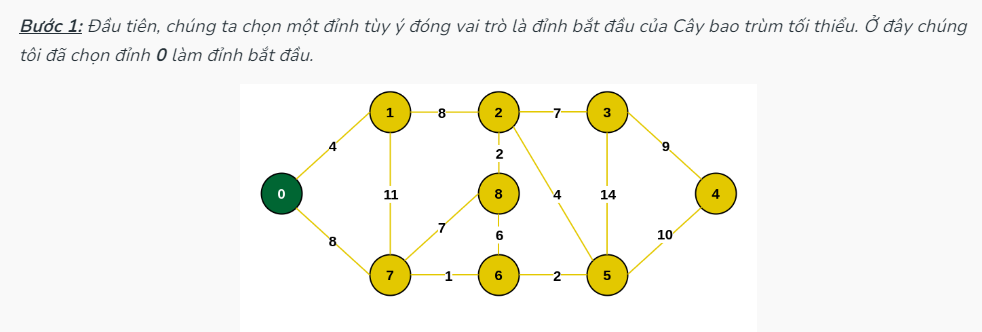 Bước 1: Đầu tiên, chúng ta chọn một đỉnh tùy ý đóng vai trò là đỉnh bắt đầu của Cây bao trùm tối thiểu. Ở đây chúng
tôi đã chọn đỉnh 0 làm đỉnh bắt đầu.
1 8 2 7 3
4 2 9
0 11 8 4 14 4
8 7 6 10
7 1 6 2 5